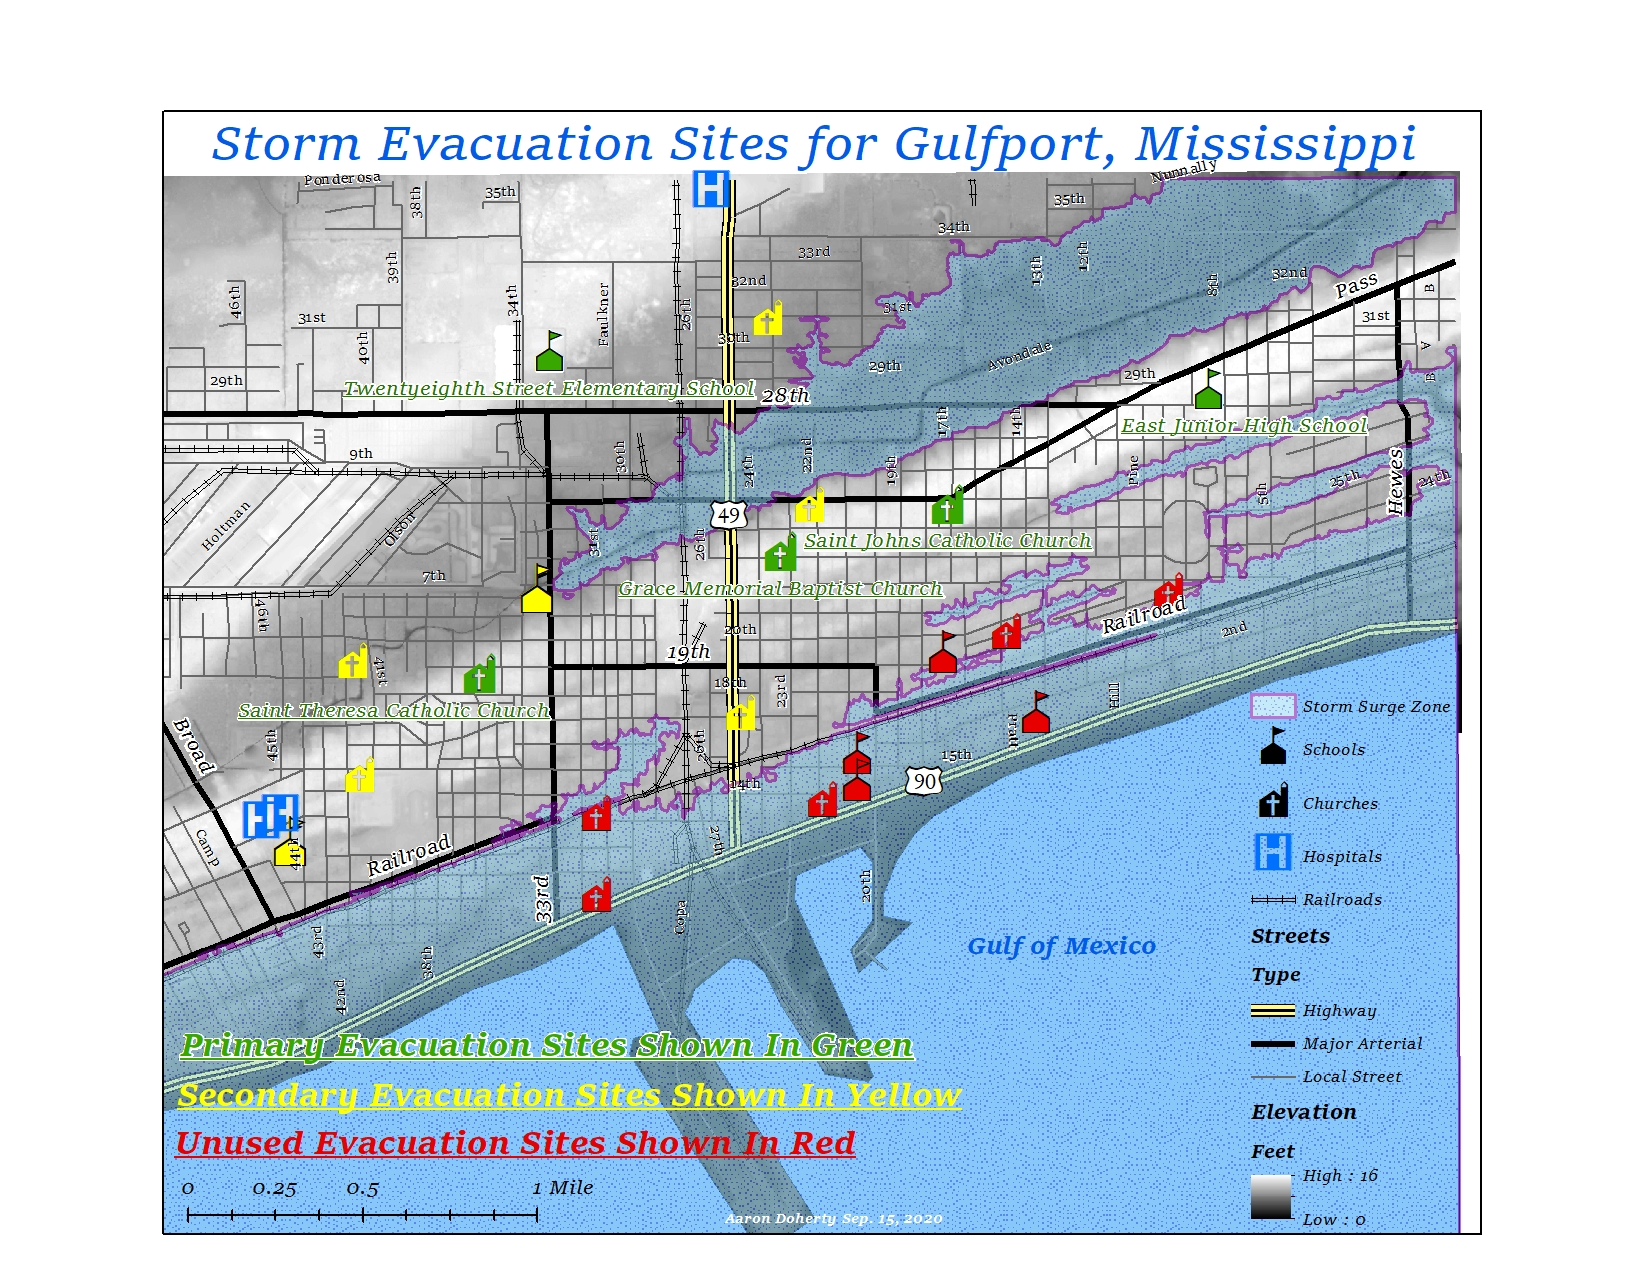 Storm Evacuation Sites for Gulfport, Mississippi
Nunnally
Ponderosa
38th
35th
H
35th
34th
33rd
39th
13th
12th
46th
34th
Faulkner
26th
32nd
8th
32nd
Pass
B
31st
31st
31st
40th
30th
A
Avondale
29th
29th
29th
B
Twentyeighth Street Elementary School
28th
17th
14th
East Junior High School
9th
30th
24th
22nd
19th
Pine
Hewes
25th
24th
5th
Holtman
Olson
49
31st
26th
Saint Johns Catholic Church
7th
Grace Memorial Baptist Church
46th
Railroad
20th
2nd
19th
41st
18th
23rd
Hill
Saint Theresa Catholic Church
Broad
45th
26th
15th
14th
90
H
H
Camp
44th
27th
Railroad
33rd
20th
Copa
43rd
38th
42nd
Gulf of Mexico
Storm Surge Zone
Schools
Churches
H
Hospitals
Railroads
Streets
Type
Highway
Major Arterial
Local Street
Elevation
Feet
High : 16
Low : 0
Primary Evacuation Sites Shown In Green
Secondary Evacuation Sites Shown In Yellow
Unused Evacuation Sites Shown In Red
0 0.25 0.5 1 Mile
Aaron Doherty Sep. 15, 2020